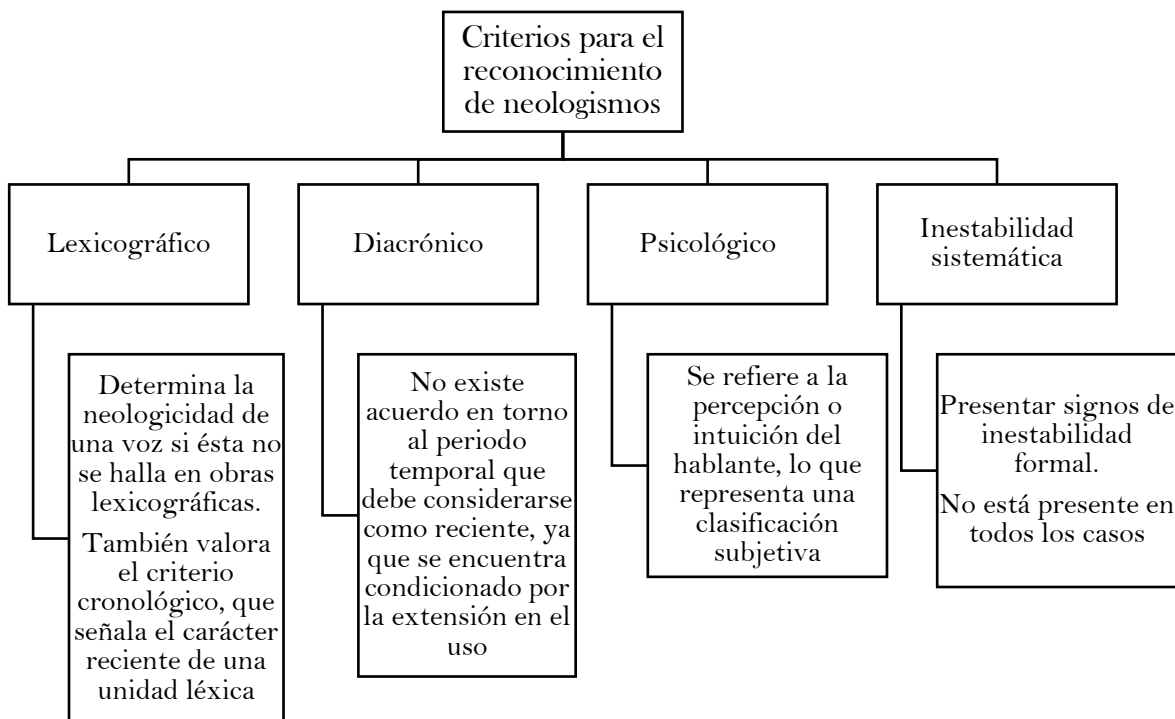 Criterios para el
reconocimiento
de neologismos
Lexicográfico
Diacrónico
Psicológico
Inestabilidad
sistemática
Determina la
neologicidad de
una voz si ésta no
se halla en obras
lexicográficas.
También valora
el criterio
cronológico, que
señala el carácter
reciente de una
unidad léxica
No existe
acuerdo en torno
al periodo
temporal que
debe considerarse
como reciente, ya
que se encuentra
condicionado por
la extensión en el
uso
Se refiere a la
percepción o
intuición del
hablante, lo que
representa una
clasificación
subjetiva
Presentar signos de
inestabilidad
formal.
No está presente en
todos los casos